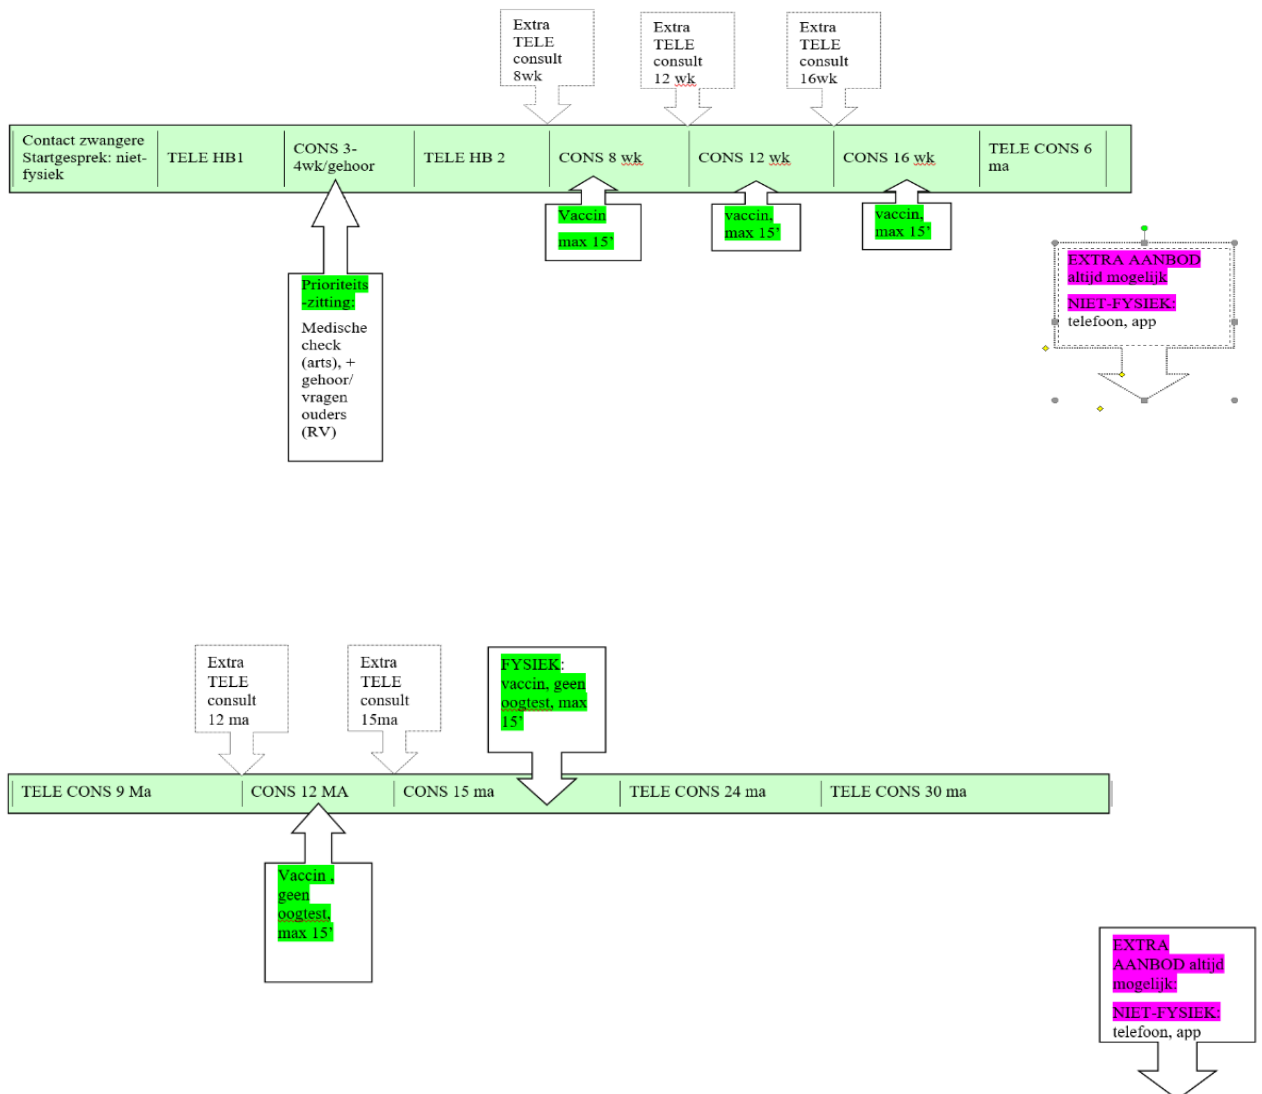 Extra
TELE
consult
8wk
Extra
TELE
consult
12 wk
Extra
TELE
consult
16wk
Contact zwangere
Startgesprek: niet-
fysiek
TELE HB1
CONS 3-
4wk/gehoor
TELE HB 2
CONS 8 wk
CONS 12 wk
CONS 16 wk
TELE CONS 6
ma
Vaccin
max 15’
vaccin,
max 15’
vaccin,
max 15’
Prioriteits
-zitting:
Medische
check
(arts), +
gehoor/
vragen
ouders
(RV)
EXTRA AANBOD
altijd mogelijk
NIET-FYSIEK:
telefoon, app
Extra
TELE
consult
12 ma
Extra
TELE
consult
15ma
FYSIEK:
vaccin, geen
oogtest, max
15’
TELE CONS 9 Ma
CONS 12 MA
CONS 15 ma
TELE CONS 24 ma
TELE CONS 30 ma
Vaccin ,
geen
oogtest,
max 15’
EXTRA
AANBOD altijd
mogelijk:
NIET-FYSIEK:
telefoon, app